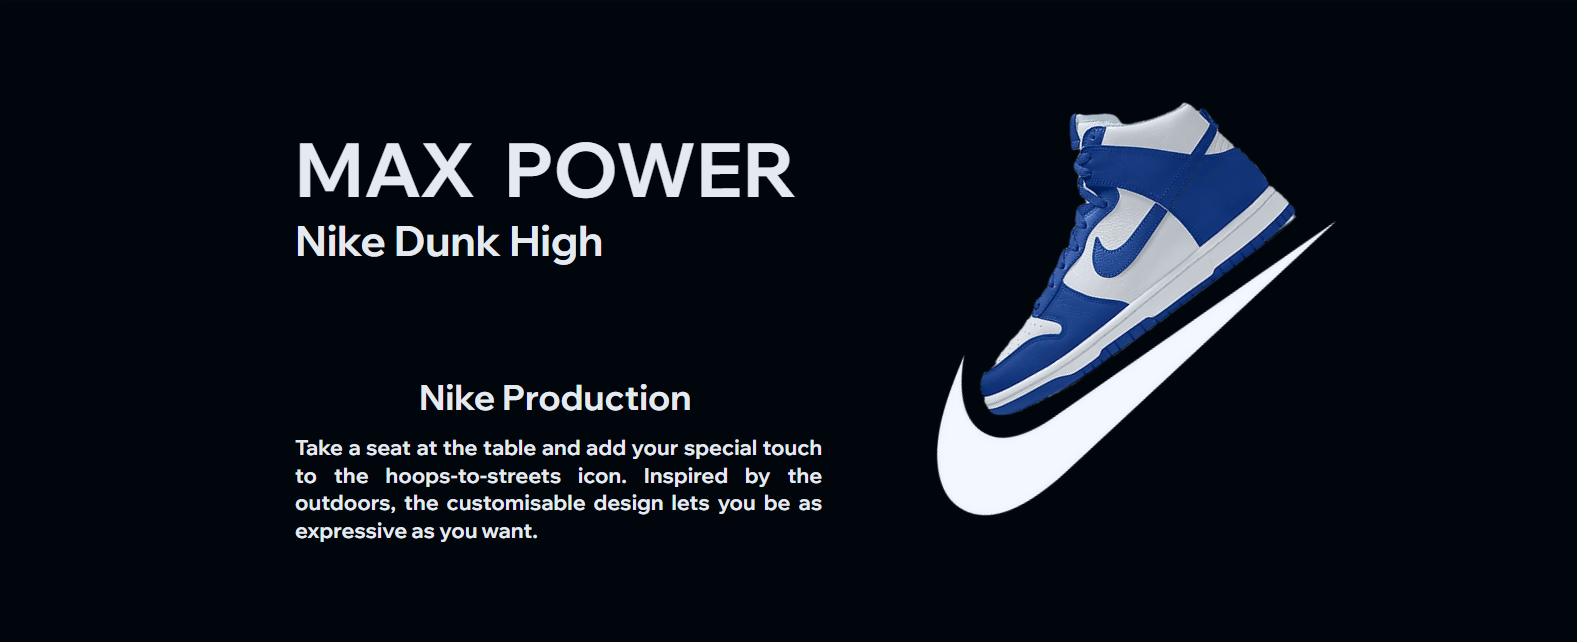 MAX POWER
Nike Dunk High
Nike Production
Take a seat at the table and add your special touch
to the hoops-to-streets icon. Inspired by the
outdoors, the customisable design lets you be as
expressive as you want.